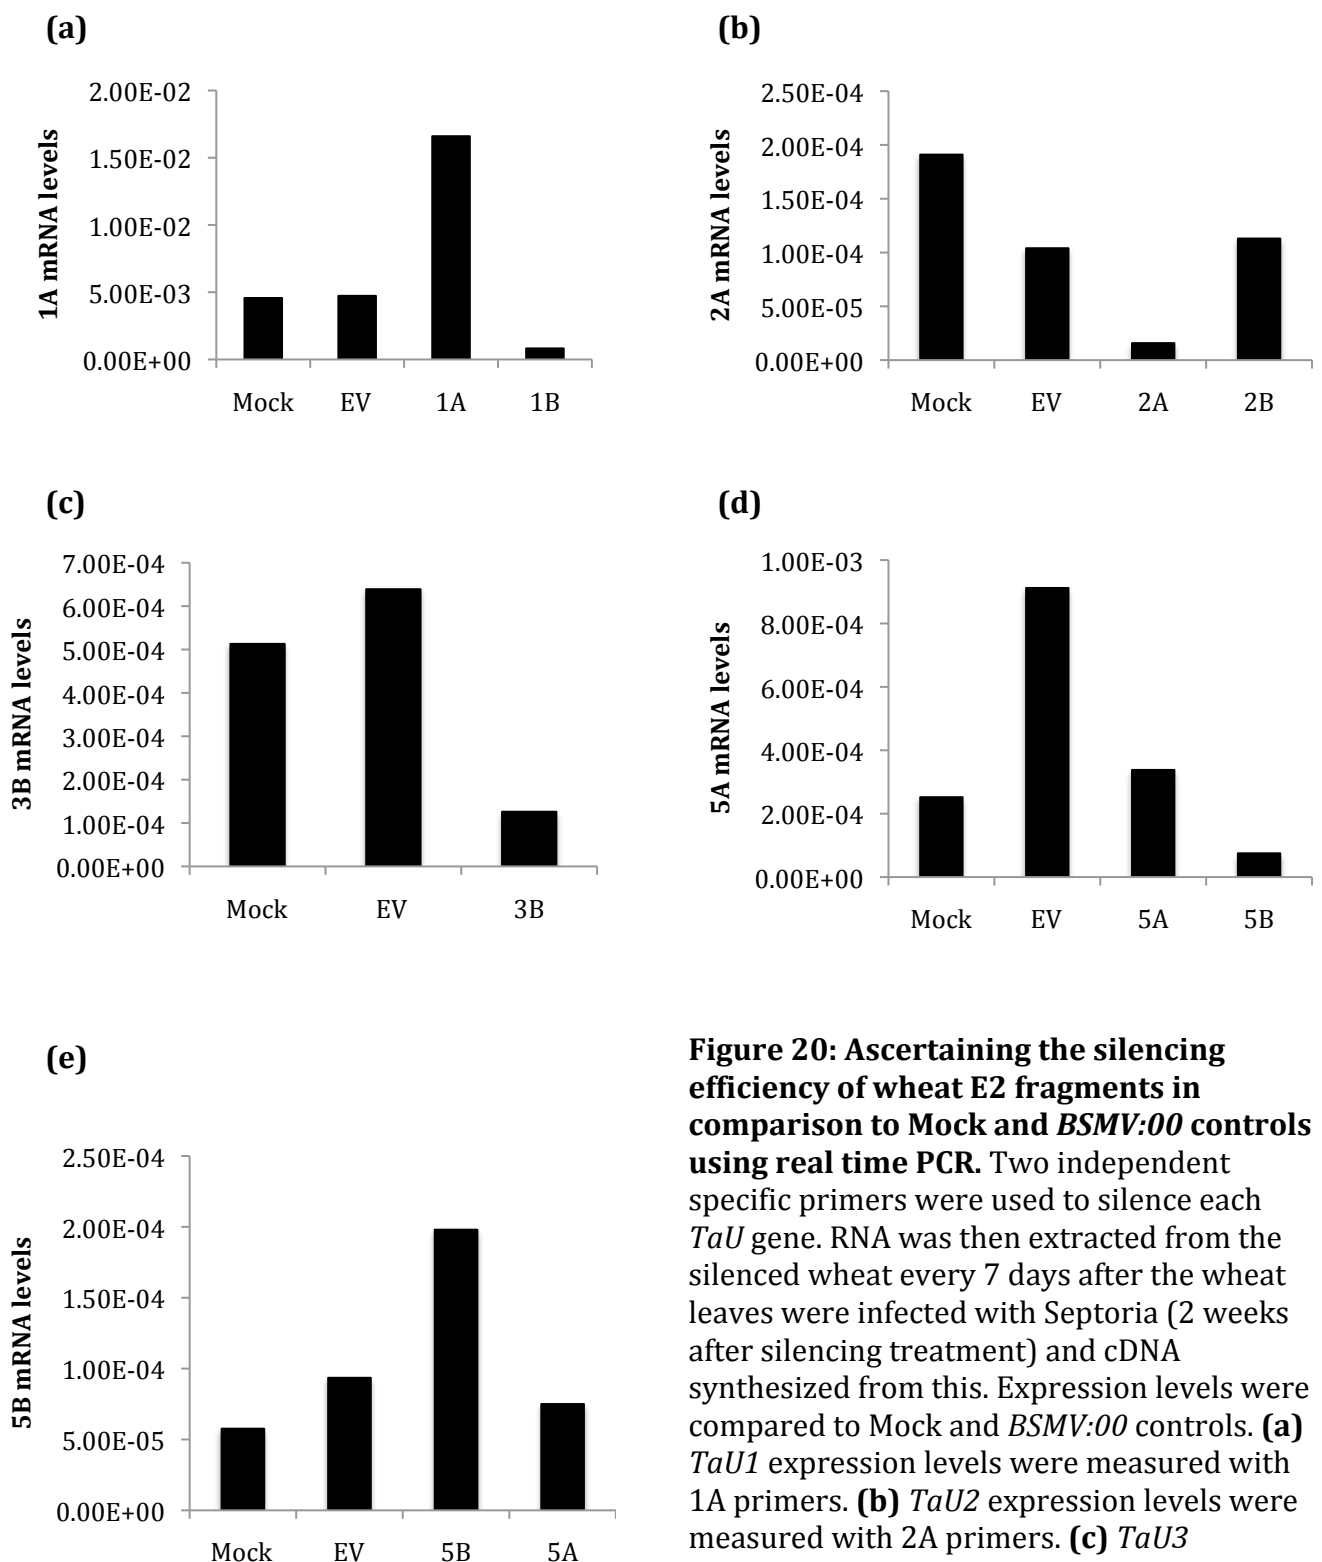 (a)
2.00E-02
1.50E-02
1.00E-02
5.00E-03
0.00E+00
1A mRNA levels
Mock EV 1A 1B
(b)
2.50E-04
2.00E-04
1.50E-04
1.00E-04
5.00E-05
0.00E+00
2A mRNA levels
Mock EV 2A 2B
(c)
7.00E-04
6.00E-04
5.00E-04
4.00E-04
3.00E-04
2.00E-04
1.00E-04
0.00E+00
3B mRNA levels
Mock EV 3B
(d)
1.00E-03
8.00E-04
6.00E-04
4.00E-04
2.00E-04
0.00E+00
5A mRNA levels
Mock EV 5A 5B
(e)
2.50E-04
2.00E-04
1.50E-04
1.00E-04
5.00E-05
0.00E+00
5B mRNA levels
Mock EV 5B 5A
Figure 20: Ascertaining the silencing
efficiency of wheat E2 fragments in
comparison to Mock and BSMV:00 controls
using real time PCR. Two independent
specific primers were used to silence each
TaU gene. RNA was then extracted from the
silenced wheat every 7 days after the wheat
leaves were infected with Septoria (2 weeks
after silencing treatment) and cDNA
synthesized from this. Expression levels were
compared to Mock and BSMV:00 controls. (a)
TaU1 expression levels were measured with
1A primers. (b) TaU2 expression levels were
measured with 2A primers. (c) TaU3